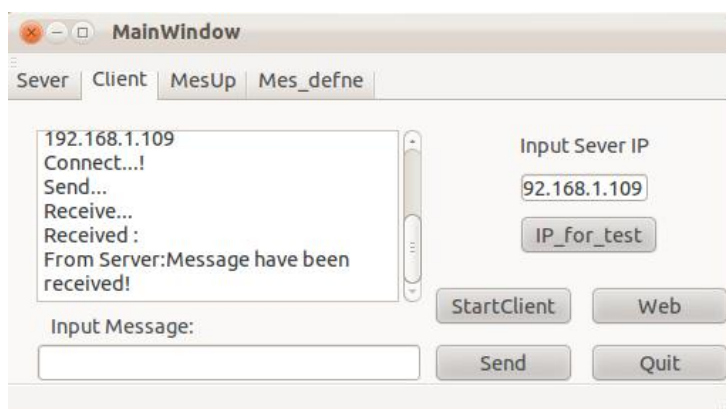 MainWindow
Sever Client MesUp Mes_defne
192.168.1.109
Connect...!
Send...
Receive...
Received :
From Server:Message have been
received!
Input Sever IP
92.168.1.109
IP_for_test
StartClient Web
Input Message:
Send Quit